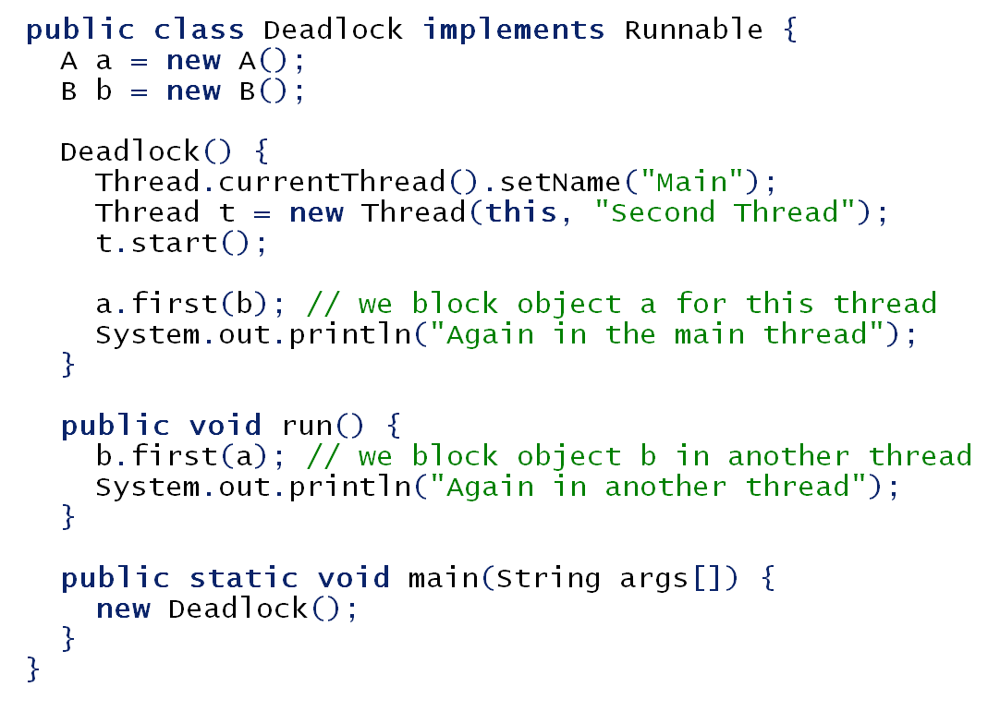 public class Deadlock implements Runnable {
A a = new A();
B b = new B();
Deadlock() {
Thread.currentThread().setName("Main");
Thread t = new Thread(this, "Second Thread");
t.start();
a.first(b); // we block object a for this thread
System.out.println("Again in the main thread");
}
public void run() {
b.first(a); // we block object b in another thread
System.out.println("Again in another thread");
}
public static void main(String args[]) {
new Deadlock();
}
}